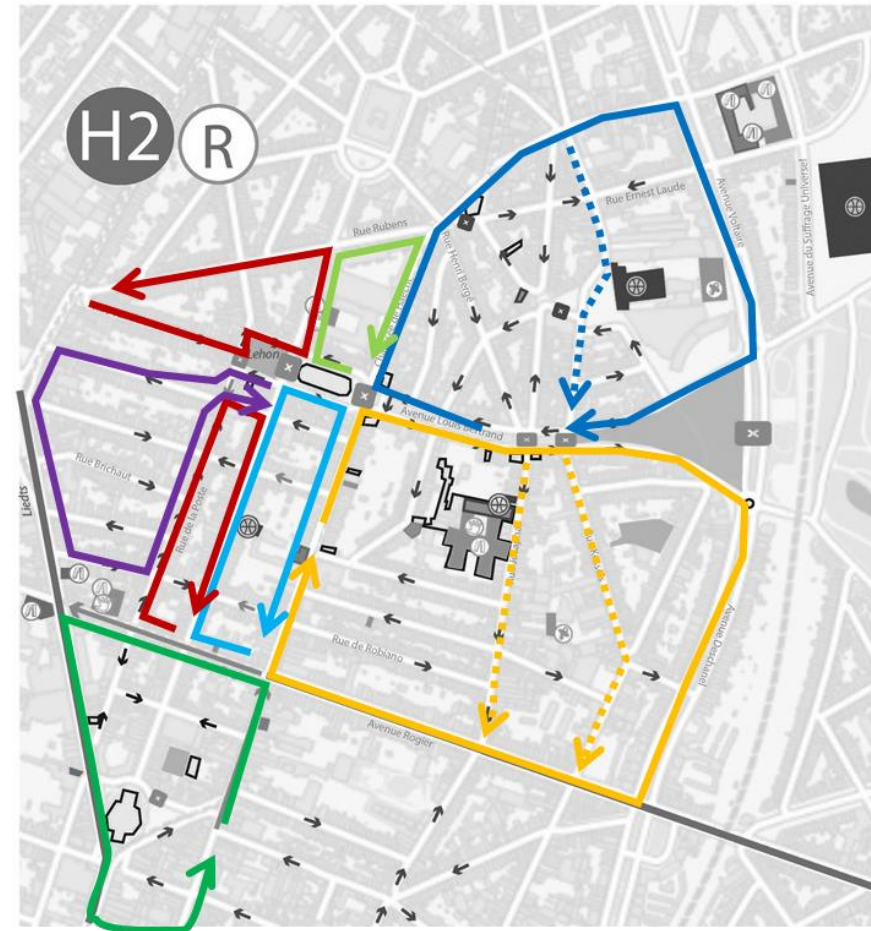 H2
R
Rue Ernest Laude
Avenue Voltaire
Avenue du Suffrage Universel
Rue Rubens
Rue Henri Bergé
Lehon
Avenue Louis Bertrand
Rue Brichaut
Liedts
Rue de la Poste
Rue de Robiano
Avenue Deschanel
Avenue Rogier